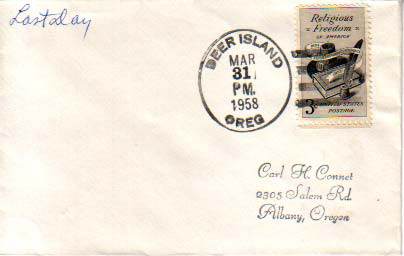 Last day
DEER ISLAND
MAR
31
PM.
1958
OREG
Religious
Freedom
IN AMERICA
3¢ UNITED STATES
POSTAGE
Carl H. Connet
2305 Salem Rd.
Albany, Oregon